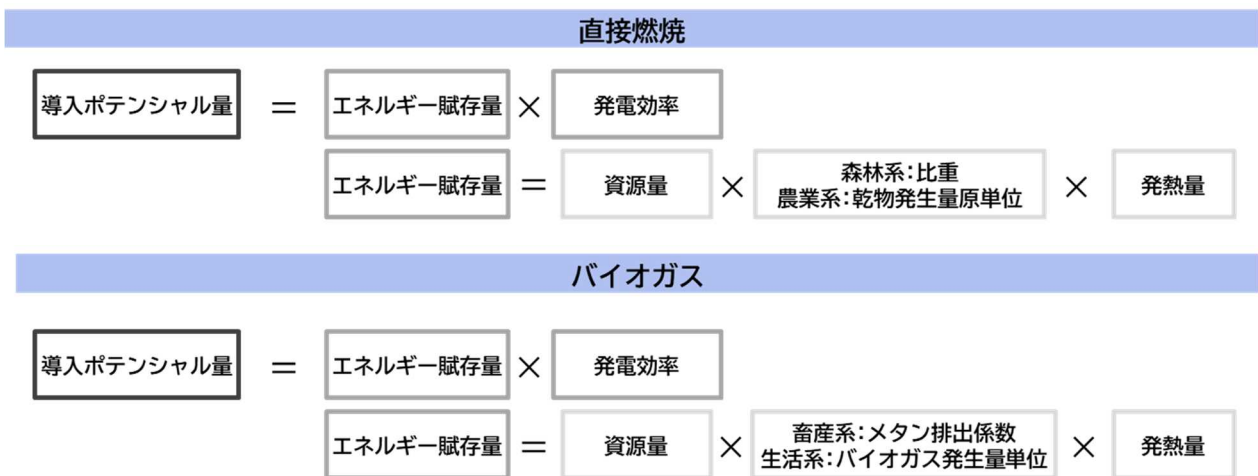 直接燃焼
導入ポテンシャル量 = エネルギー賦存量 × 発電効率
エネルギー賦存量 = 資源量 × 森林系:比重 × 発熱量
農業系:乾物発生量原単位
バイオガス
導入ポテンシャル量 = エネルギー賦存量 × 発電効率
エネルギー賦存量 = 資源量 × 畜産系:メタン排出係数 × 発熱量
生活系:バイオガス発生量単位